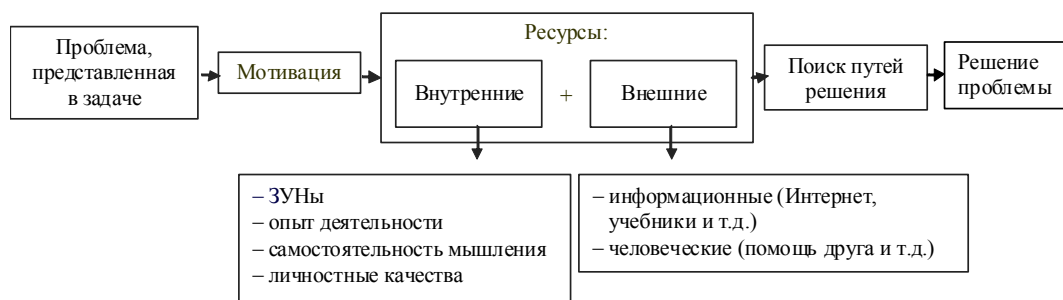 Проблема,
представленная
в задаче
Мотивация
Ресурсы:
Внутренние
+
Внешние
Поиск путей
решения
Решение
проблемы
– ЗУНы
– опыт деятельности
– самостоятельность мышления
– личностные качества
– информационные (Интернет,
учебники и т.д.)
– человеческие (помощь друга и т.д.)